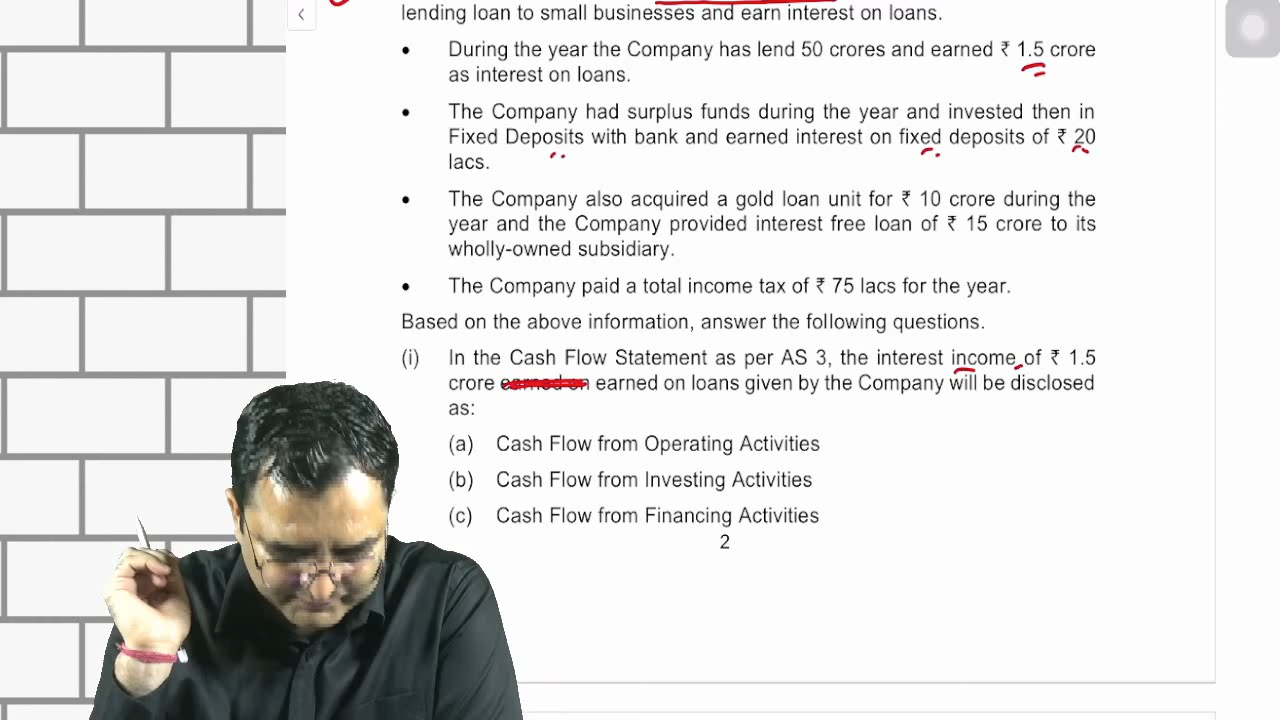 lending loan to small businesses and earn interest on loans.
• During the year the Company has lend 50 crores and earned ₹ 1.5 crore
as interest on loans.
• The Company had surplus funds during the year and invested then in
Fixed Deposits with bank and earned interest on fixed deposits of ₹ 20
lacs.
• The Company also acquired a gold loan unit for ₹ 10 crore during the
year and the Company provided interest free loan of ₹ 15 crore to its
wholly-owned subsidiary.
• The Company paid a total income tax of ₹ 75 lacs for the year.
Based on the above information, answer the following questions.
(i) In the Cash Flow Statement as per AS 3, the interest income of ₹ 1.5
crore earned on earned on loans given by the Company will be disclosed
as:
(a) Cash Flow from Operating Activities
(b) Cash Flow from Investing Activities
(c) Cash Flow from Financing Activities
2